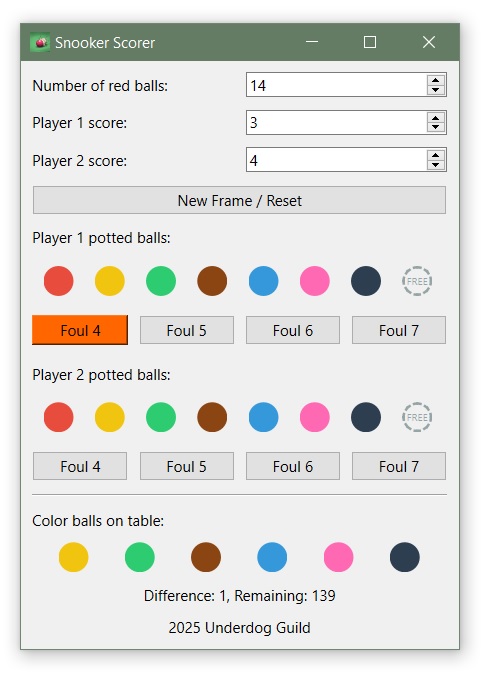 Snooker Scorer
Number of red balls: 14
Player 1 score: 3
Player 2 score: 4
New Frame / Reset
Player 1 potted balls:
FREE
Foul 4 Foul 5 Foul 6 Foul 7
Player 2 potted balls:
FREE
Foul 4 Foul 5 Foul 6 Foul 7
Color balls on table:
Difference: 1, Remaining: 139
2025 Underdog Guild